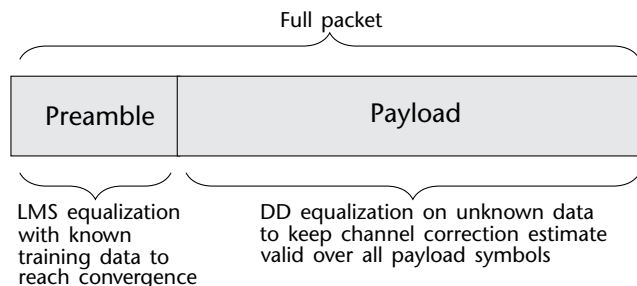 Full packet
Preamble
Payload
LMS equalization
with known
training data to
reach convergence
DD equalization on unknown data
to keep channel correction estimate
valid over all payload symbols